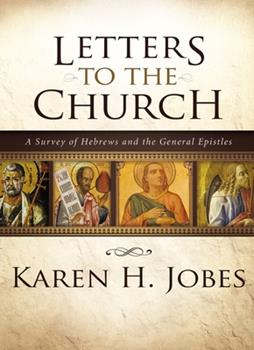 LETTERS
TO THE
CHURCH
A Survey of Hebrews and the General Epistles
KAREN H. JOBES